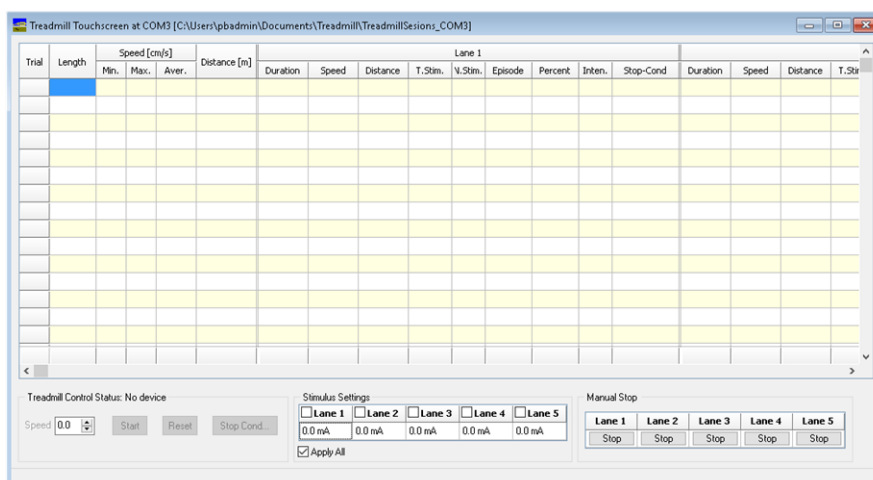 Treadmill Touchscreen at COM3 [C:\Users\pbadmin\Documents\Treadmill\TreadmillSesions_COM3]
Trial Length Speed [cm/s] Distance [m] Lane 1
Min. Max. Aver. Duration Speed Distance T.Stim. N.Stim. Episode Percent Inten. Stop-Cond Duration Speed Distance T.Stir
Treadmill Control Status: No device
Speed 0.0 Start Reset Stop Cond...
Stimulus Settings
Lane 1 Lane 2 Lane 3 Lane 4 Lane 5
0.0 mA 0.0 mA 0.0 mA 0.0 mA 0.0 mA
Apply All
Manual Stop
Lane 1 Lane 2 Lane 3 Lane 4 Lane 5
Stop Stop Stop Stop Stop